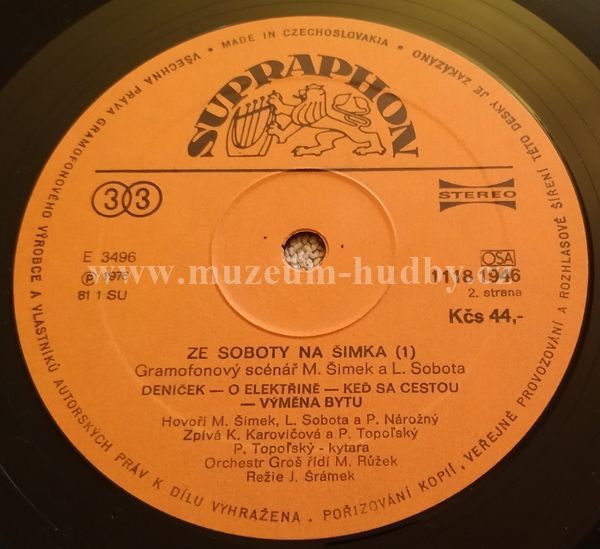 VŠECHNA PRÁVA GRAMOFONOVÉHO VÝROBCE A VLASTNÍKŮ AUTORSKÝCH PRÁV K DÍLU VYHRAŽENA. POŘIZOVÁNÍ KOPIÍ, VEŘEJNÉ PROVOZOVÁNÍ A ROZHLASOVÉ ŠÍŘENÍ TÉTO DESKY JE ZAKÁZÁNO
• MADE IN CZECHOSLOVAKIA •
SUPRAPHON
33
STEREO
E 3496
℗ 1976
81 1 SU
OSA
1118 1946
2. strana
Kčs 44,-
www.muzeum-hudby.cz
ZE SOBOTY NA ŠIMKA (1)
Gramofonový scénář M. Šimek a L. Sobota
DENÍČEK — O ELEKTŘINĚ — KEĎ SA CESTOU
— VÝMĚNA BYTU
Hovoří M. Šimek, L. Sobota a P. Nárožný
Zpívá K. Karovičová a P. Topoľský
P. Topoľský - kytara
Orchestr Groš řídí M. Růžek
Režie J. Šrámek